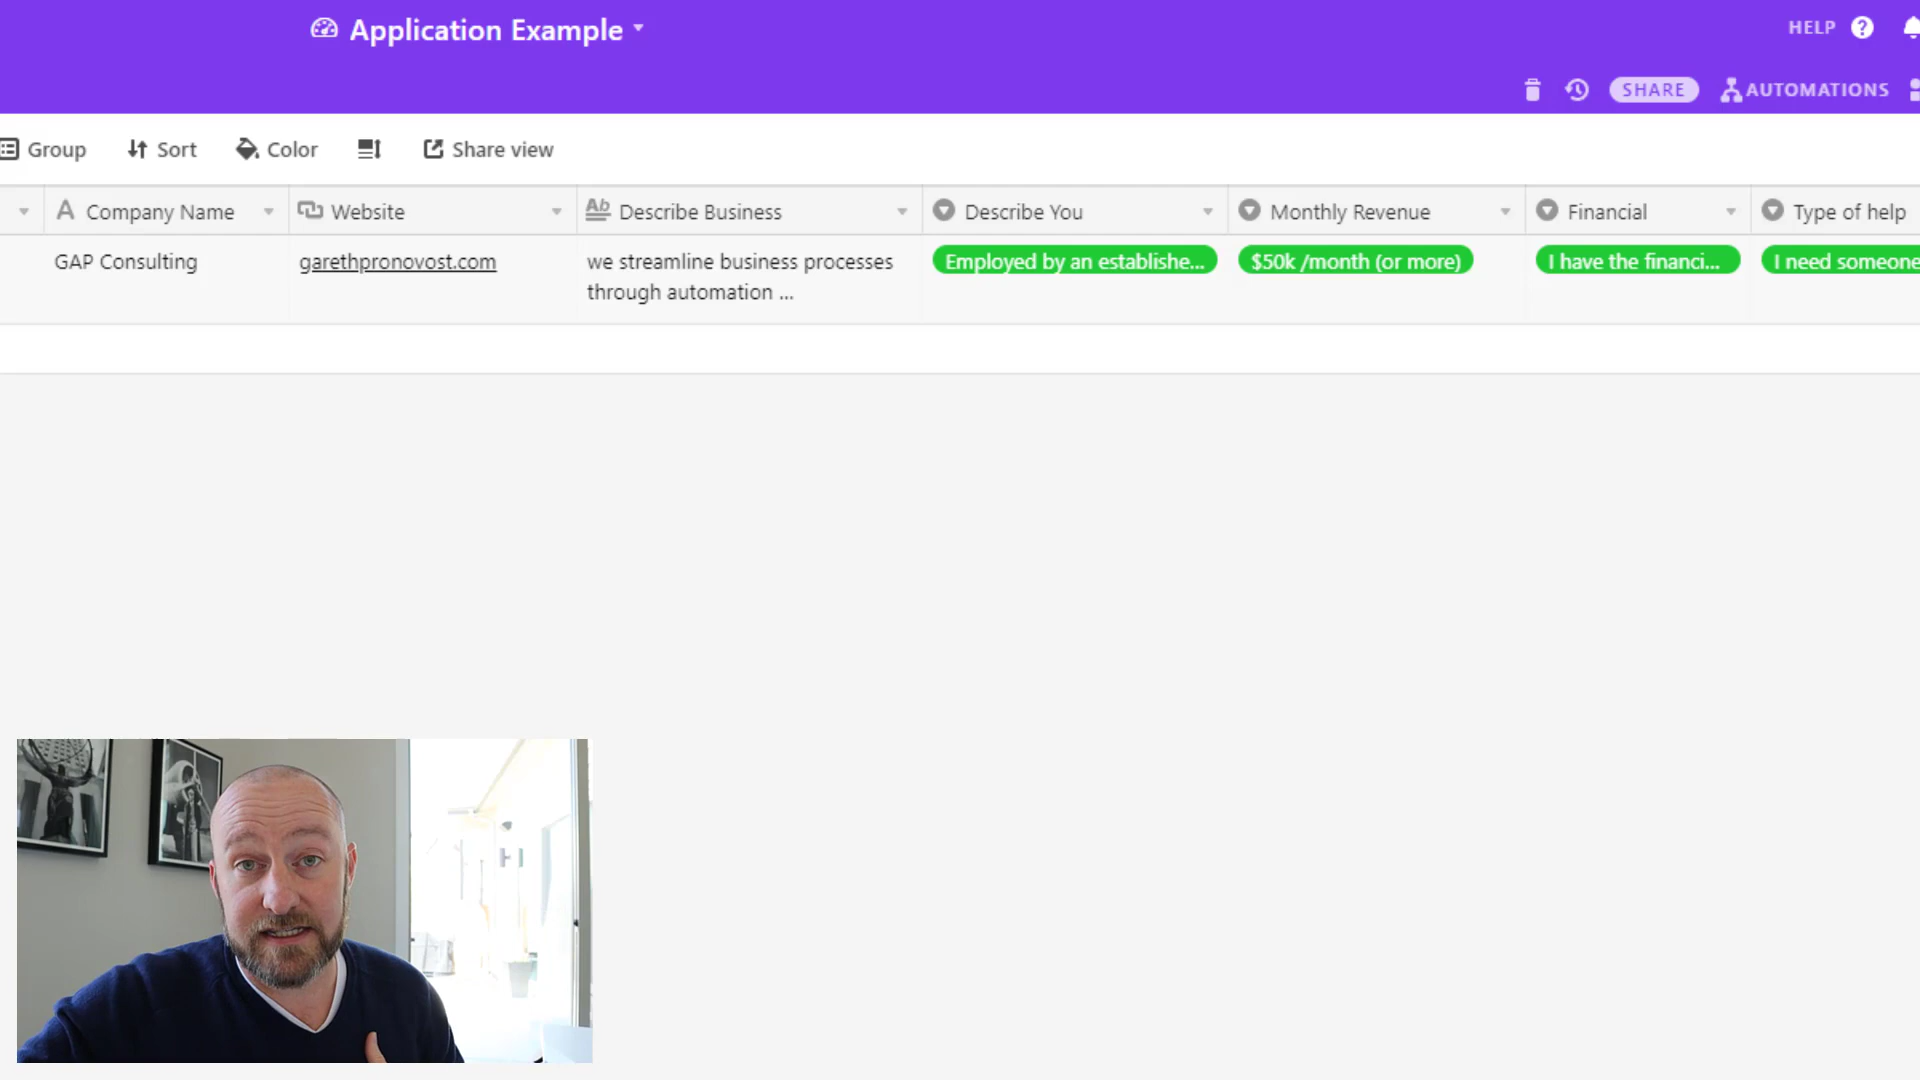 Application Example
HELP
SHARE
AUTOMATIONS
Group
Sort
Color
Share view
Company Name
Website
Describe Business
Describe You
Monthly Revenue
Financial
Type of help
GAP Consulting
garethpronovost.com
we streamline business processes
through automation ...
Employed by an establishe...
$50k /month (or more)
I have the financi...
I need someone